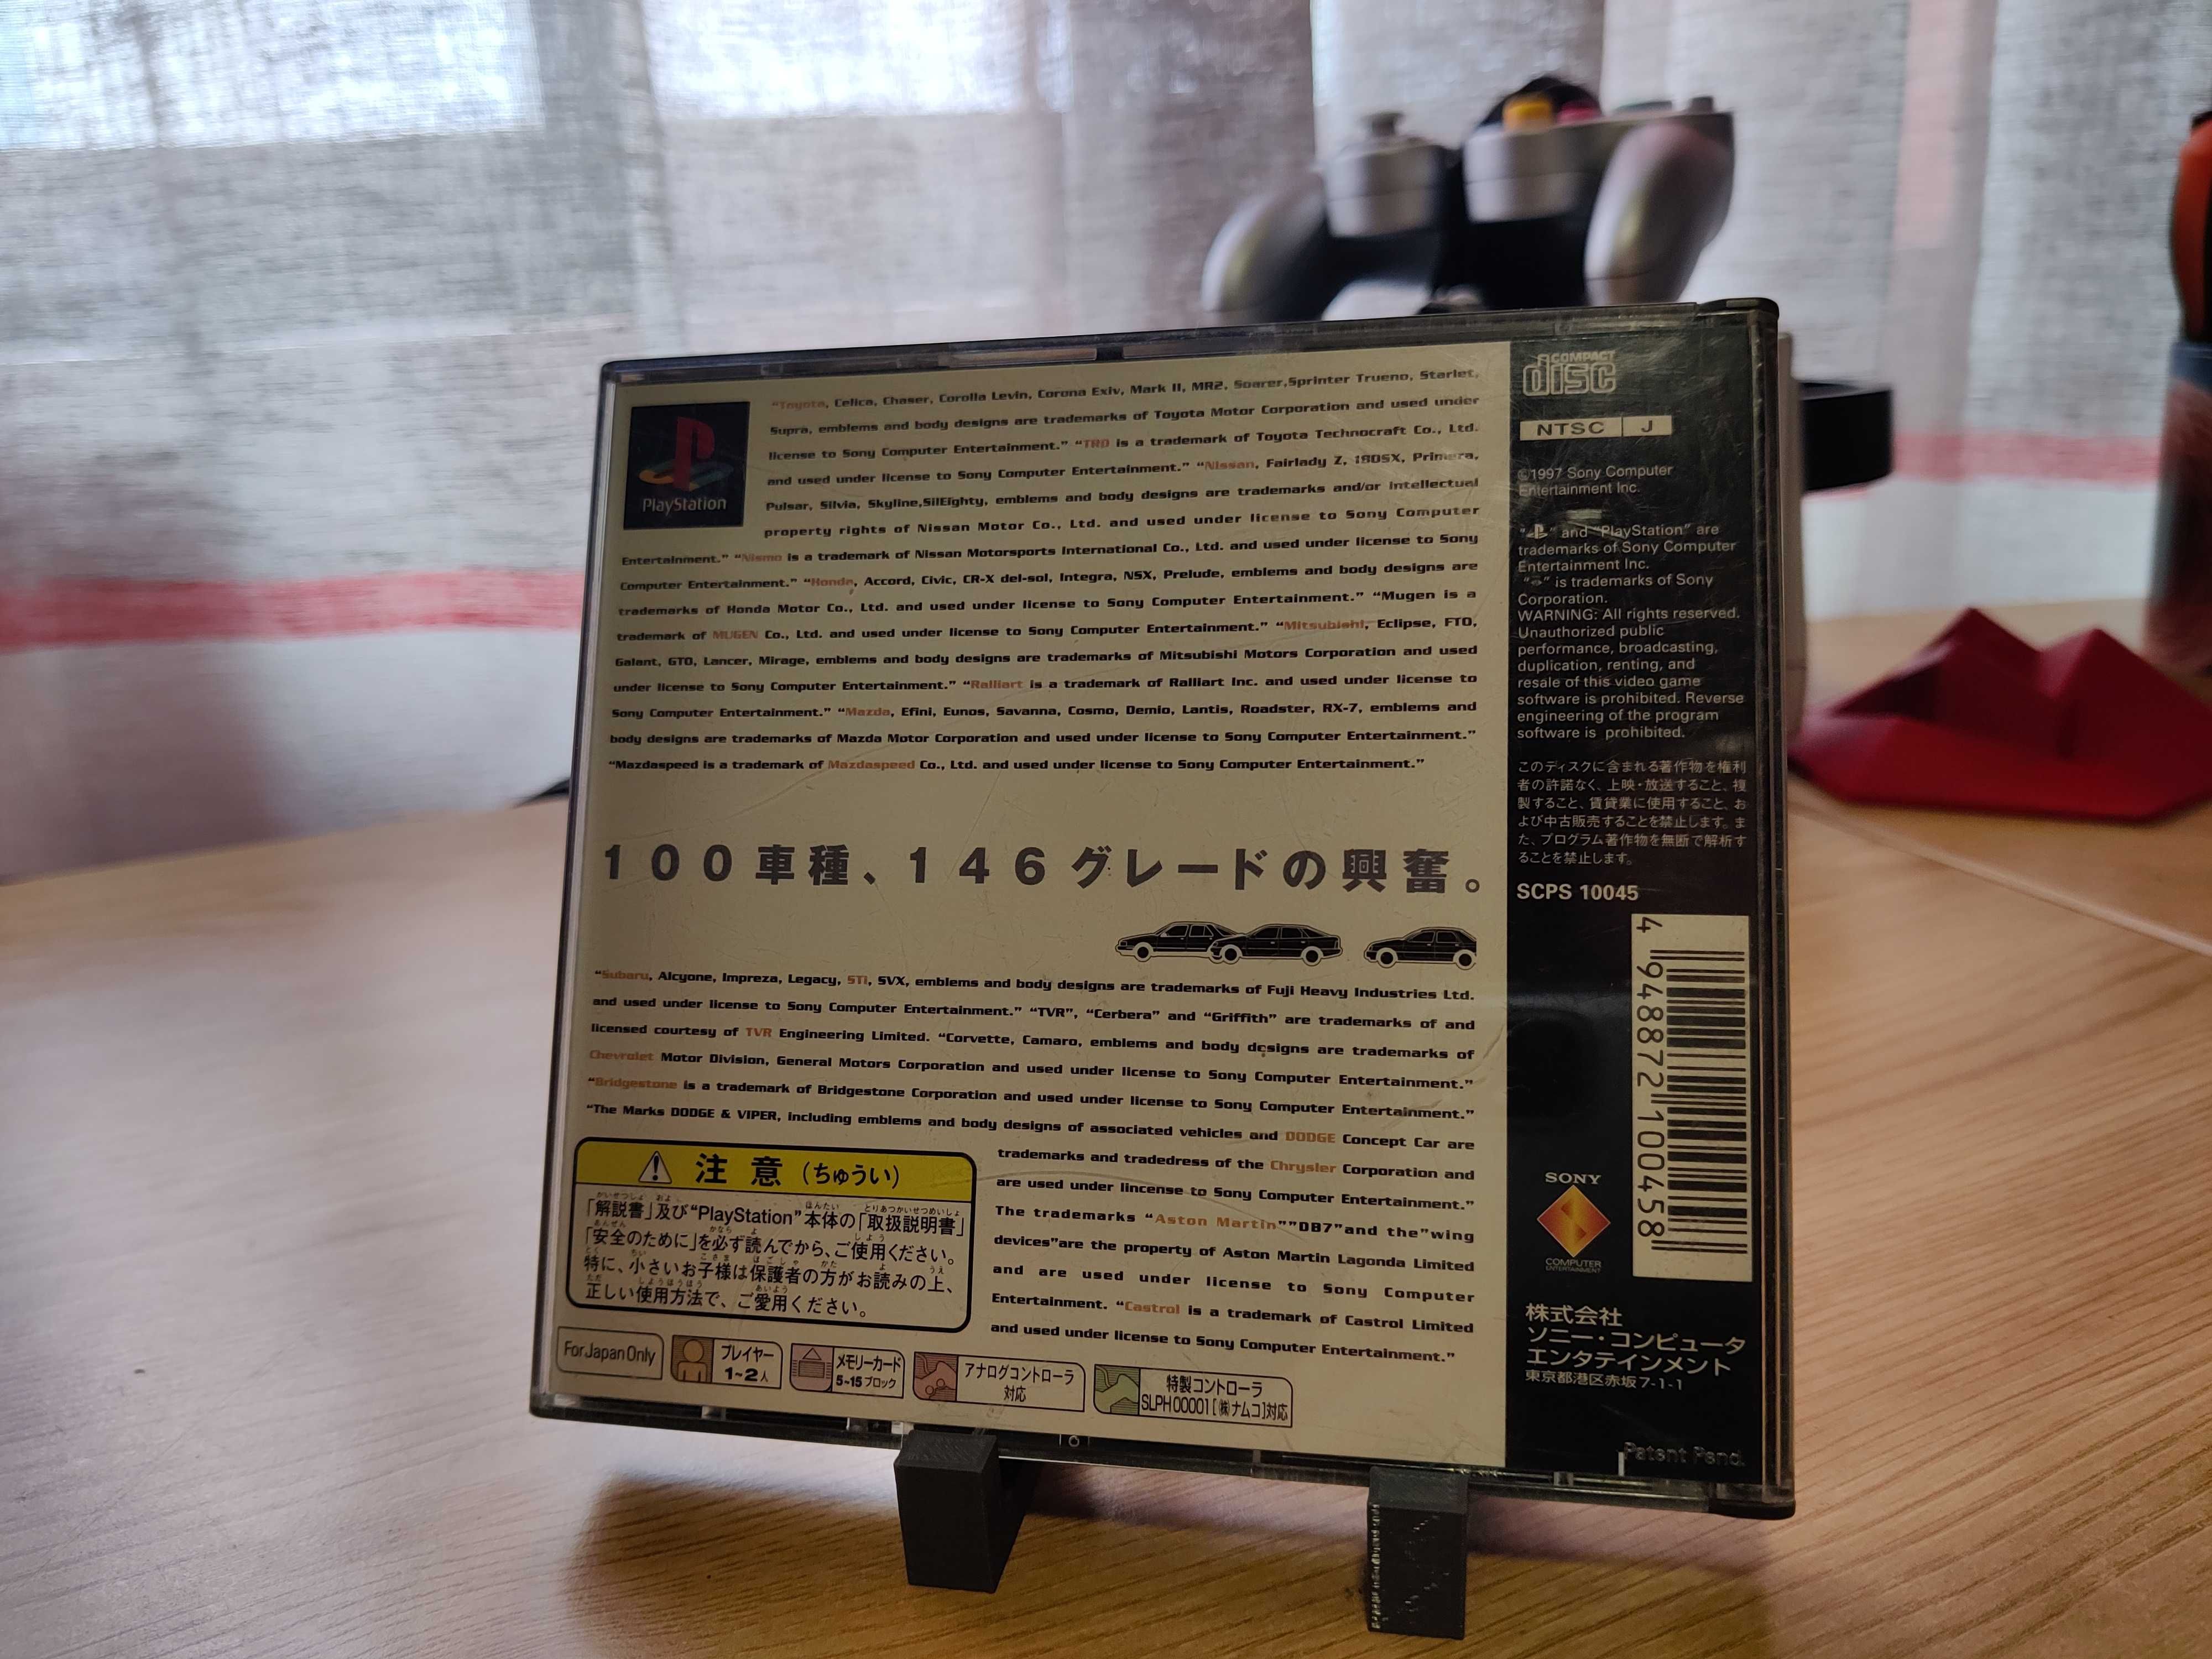 PlayStation
"Toyota, Celica, Chaser, Corolla Levin, Corona Exiv, Mark II, MR2, Soarer,Sprinter Trueno, Starlet,
Supra, emblems and body designs are trademarks of Toyota Motor Corporation and used under
license to Sony Computer Entertainment." "TRD is a trademark of Toyota Technocraft Co., Ltd.
and used under license to Sony Computer Entertainment." "Nissan, Fairlady Z, 180SX, Primera,
Pulsar, Silvia, Skyline,SilEighty, emblems and body designs are trademarks and/or intellectual
property rights of Nissan Motor Co., Ltd. and used under license to Sony Computer
Entertainment." "Nismo is a trademark of Nissan Motorsports International Co., Ltd. and used under license to Sony
Computer Entertainment." "Honda, Accord, Civic, CR-X del-sol, Integra, NSX, Prelude, emblems and body designs are
trademarks of Honda Motor Co., Ltd. and used under license to Sony Computer Entertainment." "Mugen is a
trademark of MUGEN Co., Ltd. and used under license to Sony Computer Entertainment." "Mitsubishi, Eclipse, FTO,
Galant, GTO, Lancer, Mirage, emblems and body designs are trademarks of Mitsubishi Motors Corporation and used
under license to Sony Computer Entertainment." "Ralliart is a trademark of Ralliart Inc. and used under license to
Sony Computer Entertainment." "Mazda, Efini, Eunos, Savanna, Cosmo, Demio, Lantis, Roadster, RX-7, emblems and
body designs are trademarks of Mazda Motor Corporation and used under license to Sony Computer Entertainment."
"Mazdaspeed is a trademark of Mazdaspeed Co., Ltd. and used under license to Sony Computer Entertainment."
100車種、146グレードの興奮。
"Subaru, Alcyone, Impreza, Legacy, STi, SVX, emblems and body designs are trademarks of Fuji Heavy Industries Ltd.
and used under license to Sony Computer Entertainment." "TVR", "Cerbera" and "Griffith" are trademarks of and
licensed courtesy of TVR Engineering Limited. "Corvette, Camaro, emblems and body designs are trademarks of
Chevrolet Motor Division, General Motors Corporation and used under license to Sony Computer Entertainment."
"Bridgestone is a trademark of Bridgestone Corporation and used under license to Sony Computer Entertainment."
"The Marks DODGE & VIPER, including emblems and body designs of associated vehicles and DODGE Concept Car are
trademarks and tradedress of the Chrysler Corporation and
are used under lincense to Sony Computer Entertainment."
The trademarks "Aston Martin""DB7"and the"wing
devices"are the property of Aston Martin Lagonda Limited
and are used under license to Sony Computer
Entertainment. "Castrol is a trademark of Castrol Limited
and used under license to Sony Computer Entertainment."
注意(ちゅうい)
「解説書」及び"PlayStation"本体の「取扱説明書」
「安全のために」を必ず読んでから、ご使用ください。
特に、小さいお子様は保護者の方がお読みの上、
正しい使用方法で、ご愛用ください。
For Japan Only
プレイヤー
1~2人
メモリーカード
5~15ブロック
アナログコントローラ
対応
特製コントローラ
SLPH00001[㈱ナムコ]対応
COMPACT
disc
NTSC J
©1997 Sony Computer
Entertainment Inc.
" " and "PlayStation" are
trademarks of Sony Computer
Entertainment Inc.
" " is trademarks of Sony
Corporation.
WARNING: All rights reserved.
Unauthorized public
performance, broadcasting,
duplication, renting, and
resale of this video game
software is prohibited. Reverse
engineering of the program
software is prohibited.
このディスクに含まれる著作物を権利
者の許諾なく、上映・放送すること、複
製すること、賃貸業に使用すること、お
よび中古販売することを禁止します。ま
た、プログラム著作物を無断で解析す
ることを禁止します。
SCPS 10045
4 948872 100458
SONY
COMPUTER
ENTERTAINMENT
株式会社
ソニー・コンピュータ
エンタテインメント
東京都港区赤坂7-1-1
Patent Pend.